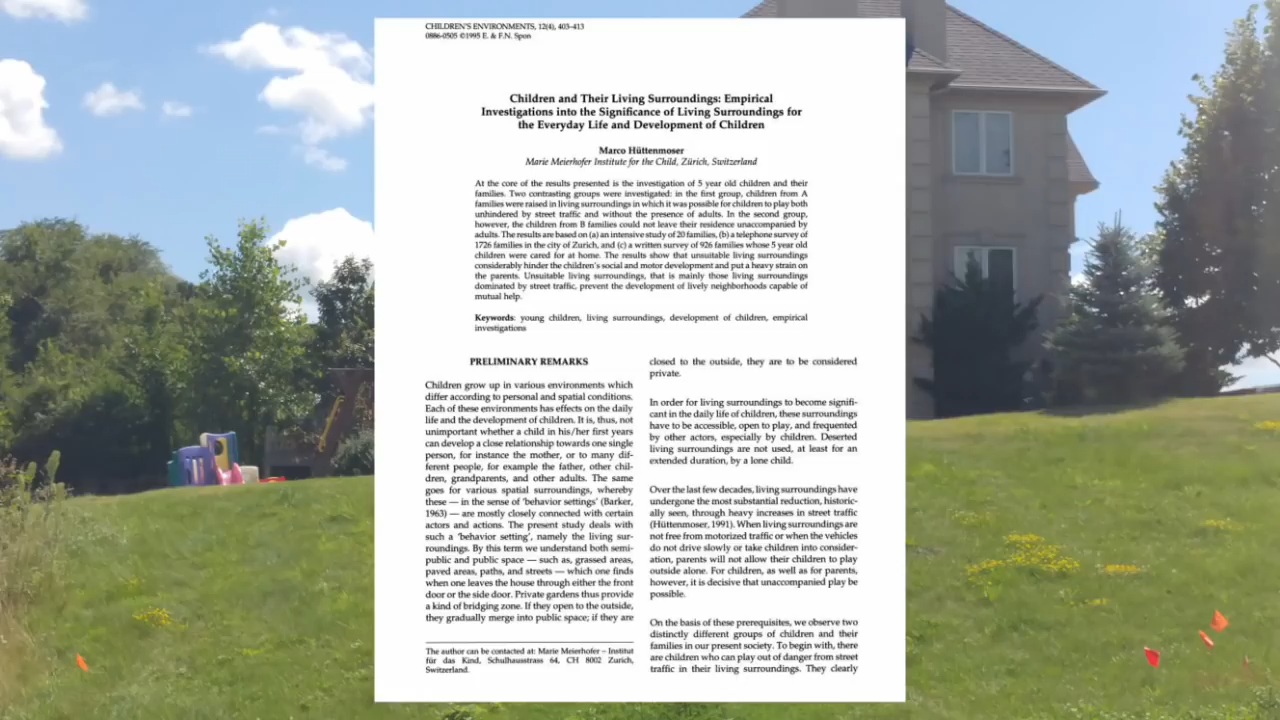 CHILDREN'S ENVIRONMENTS, 12(4), 403–413
0886-0505 ©1995 E. & F.N. Spon
Children and Their Living Surroundings: Empirical
Investigations into the Significance of Living Surroundings for
the Everyday Life and Development of Children
Marco Hüttenmoser
Marie Meierhofer Institute for the Child, Zürich, Switzerland
At the core of the results presented is the investigation of 5 year old children and their
families. Two contrasting groups were investigated: in the first group, children from A
families were raised in living surroundings in which it was possible for children to play both
unhindered by street traffic and without the presence of adults. In the second group,
however, the children from B families could not leave their residence unaccompanied by
adults. The results are based on (a) an intensive study of 20 families, (b) a telephone survey of
1726 families in the city of Zurich, and (c) a written survey of 926 families whose 5 year old
children were cared for at home. The results show that unsuitable living surroundings
considerably hinder the children's social and motor development and put a heavy strain on
the parents. Unsuitable living surroundings, that is mainly those living surroundings
dominated by street traffic, prevent the development of lively neighborhoods capable of
mutual help.
Keywords: young children, living surroundings, development of children, empirical
investigations
PRELIMINARY REMARKS
Children grow up in various environments which
differ according to personal and spatial conditions.
Each of these environments has effects on the daily
life and the development of children. It is, thus, not
unimportant whether a child in his/her first years
can develop a close relationship towards one single
person, for instance the mother, or to many dif-
ferent people, for example the father, other chil-
dren, grandparents, and other adults. The same
goes for various spatial surroundings, whereby
these — in the sense of 'behavior settings' (Barker,
1963) — are mostly closely connected with certain
actors and actions. The present study deals with
such a 'behavior setting', namely the living sur-
roundings. By this term we understand both semi-
public and public space — such as, grassed areas,
paved areas, paths, and streets — which one finds
when one leaves the house through either the front
door or the side door. Private gardens thus provide
a kind of bridging zone. If they open to the outside,
they gradually merge into public space; if they are
The author can be contacted at: Marie Meierhofer – Institut
für das Kind, Schulhausstrass 64, CH 8002 Zurich,
Switzerland.
closed to the outside, they are to be considered
private.
In order for living surroundings to become signifi-
cant in the daily life of children, these surroundings
have to be accessible, open to play, and frequented
by other actors, especially by children. Deserted
living surroundings are not used, at least for an
extended duration, by a lone child.
Over the last few decades, living surroundings have
undergone the most substantial reduction, historic-
ally seen, through heavy increases in street traffic
(Hüttenmoser, 1991). When living surroundings are
not free from motorized traffic or when the vehicles
do not drive slowly or take children into consider-
ation, parents will not allow their children to play
outside alone. For children, as well as for parents,
however, it is decisive that unaccompanied play be
possible.
On the basis of these prerequisites, we observe two
distinctly different groups of children and their
families in our present society. To begin with, there
are children who can play out of danger from street
traffic in their living surroundings. They clearly